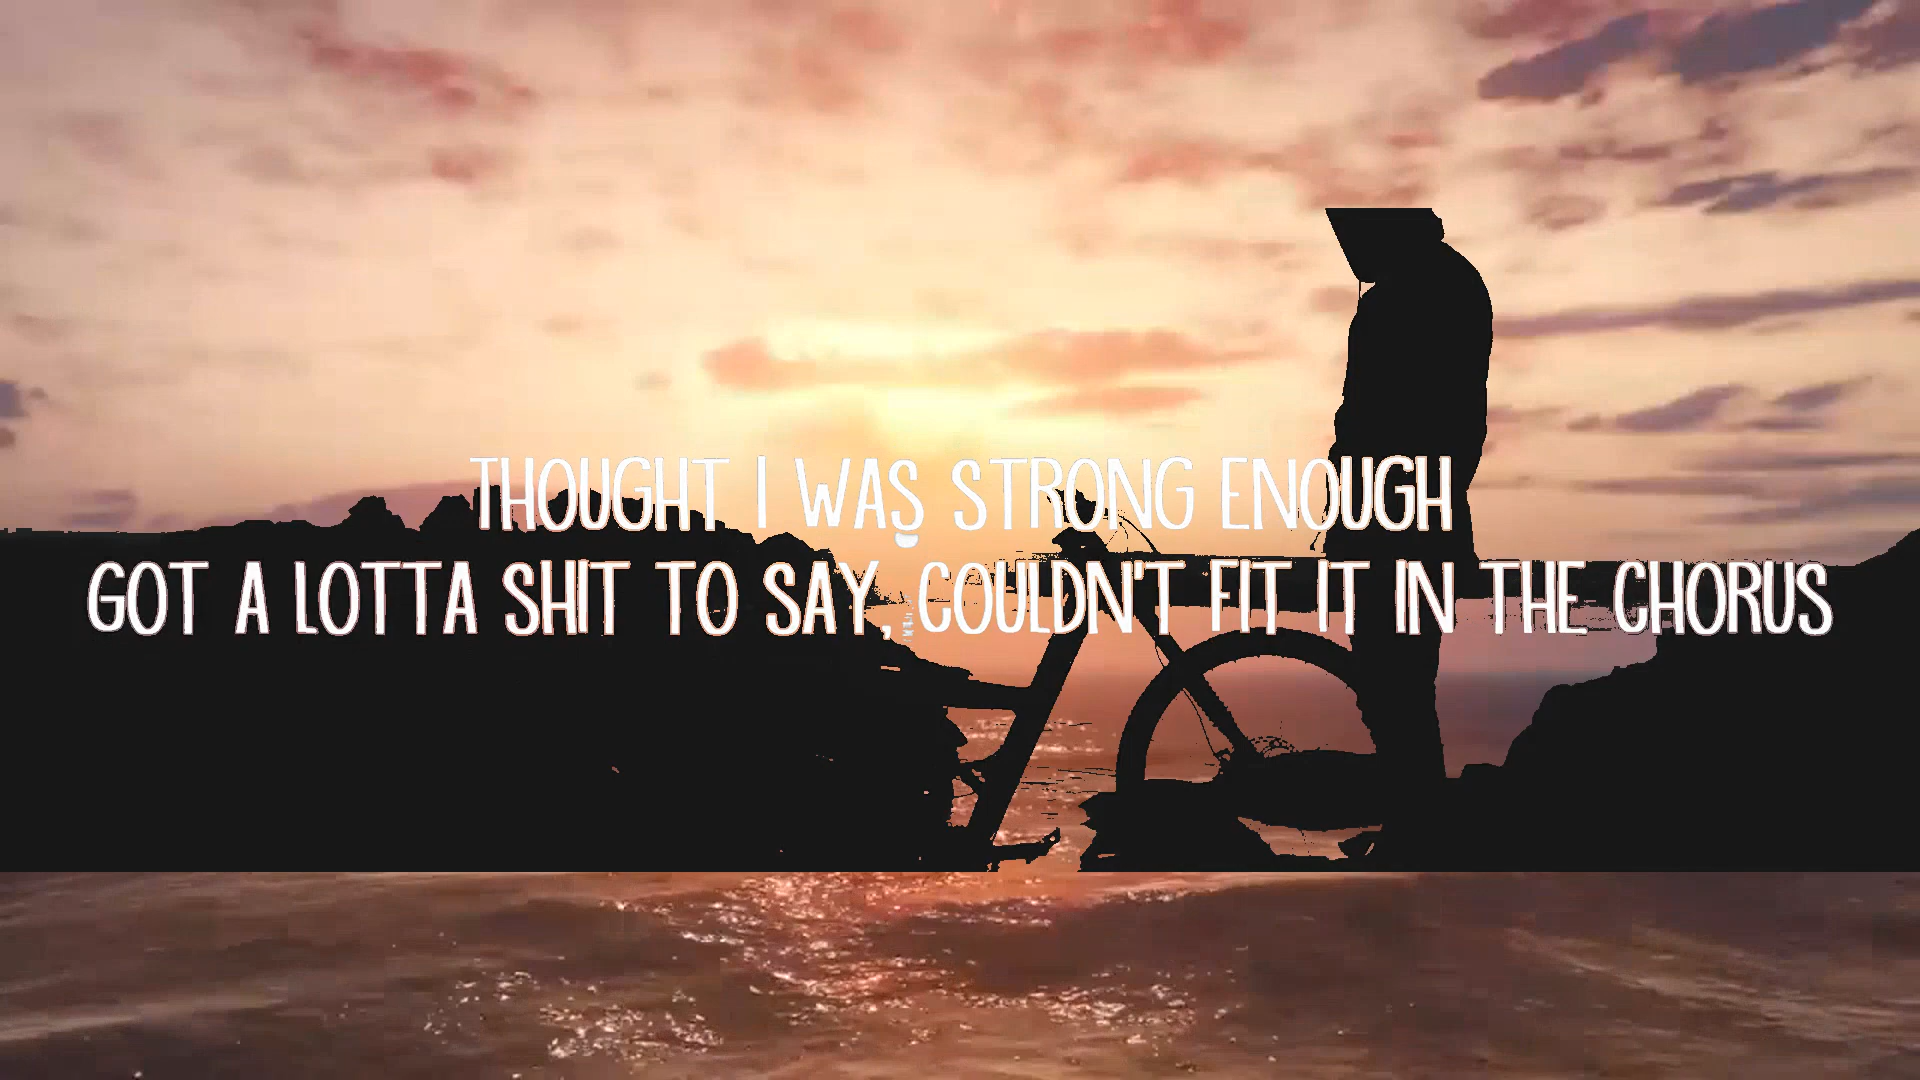 THOUGHT I WAS STRONG ENOUGH
GOT A LOTTA SHIT TO SAY, COULDN'T FIT IT IN THE CHORUS